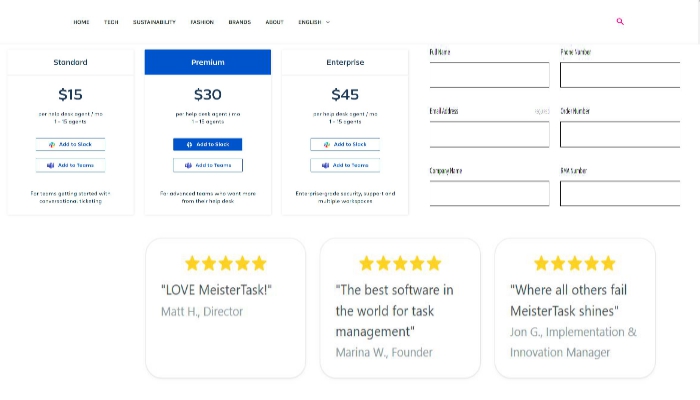 HOME TECH SUSTAINABILITY FASHION BRANDS ABOUT ENGLISH
Standard
$15
per help desk agent / mo
1 - 15 agents
Add to Slack
Add to Teams
For teams getting started with
conversational ticketing
Premium
$30
per help desk agent / mo
1 - 15 agents
Add to Slack
Add to Teams
For advanced teams who want more
from their help desk
Enterprise
$45
per help desk agent / mo
1 - 15 agents
Add to Slack
Add to Teams
Enterprise-grade security, support and
multiple workspaces
Full Name
Phone Number
Email Address required
Order Number
Company Name
RMA Number
"LOVE MeisterTask!"
Matt H., Director
"The best software in
the world for task
management"
Marina W., Founder
"Where all others fail
MeisterTask shines"
Jon G., Implementation &
Innovation Manager